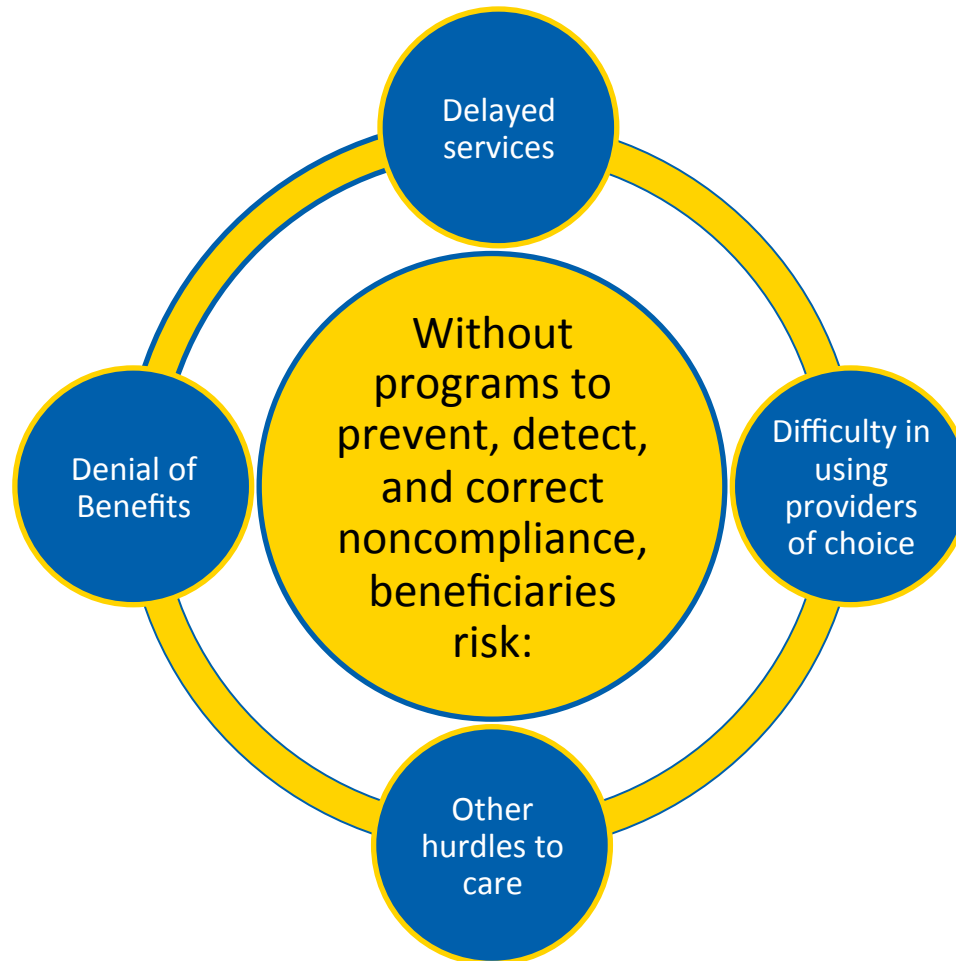 Delayed
services
Without
programs to
prevent, detect,
and correct
noncompliance,
beneficiaries
risk:
Difficulty in
using
providers
of choice
Other
hurdles to
care
Denial of
Benefits